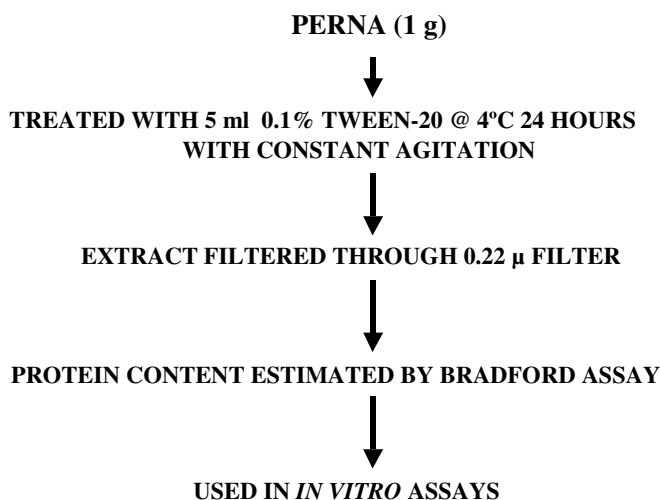 PERNA (1 g)
TREATED WITH 5 ml 0.1% TWEEN-20 @ 4ºC 24 HOURS
WITH CONSTANT AGITATION
EXTRACT FILTERED THROUGH 0.22 µ FILTER
PROTEIN CONTENT ESTIMATED BY BRADFORD ASSAY
USED IN IN VITRO ASSAYS